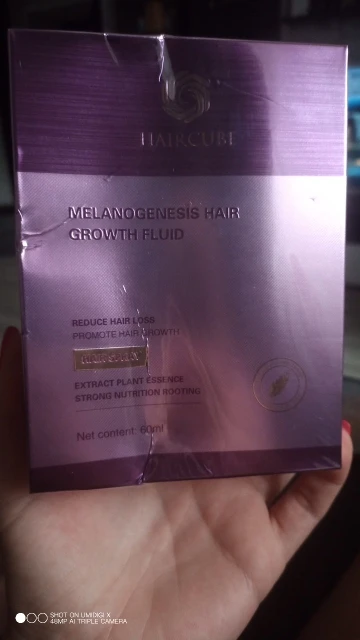 HAIRCUBE
MELANOGENESIS HAIR
GROWTH FLUID
REDUCE HAIR LOSS
PROMOTE HAIR GROWTH
EXTRACT PLANT ESSENCE
STRONG NUTRITION ROOTING
Net content: 60ml
SHOT ON UMIDIGI X
48MP AI TRIPLE CAMERA